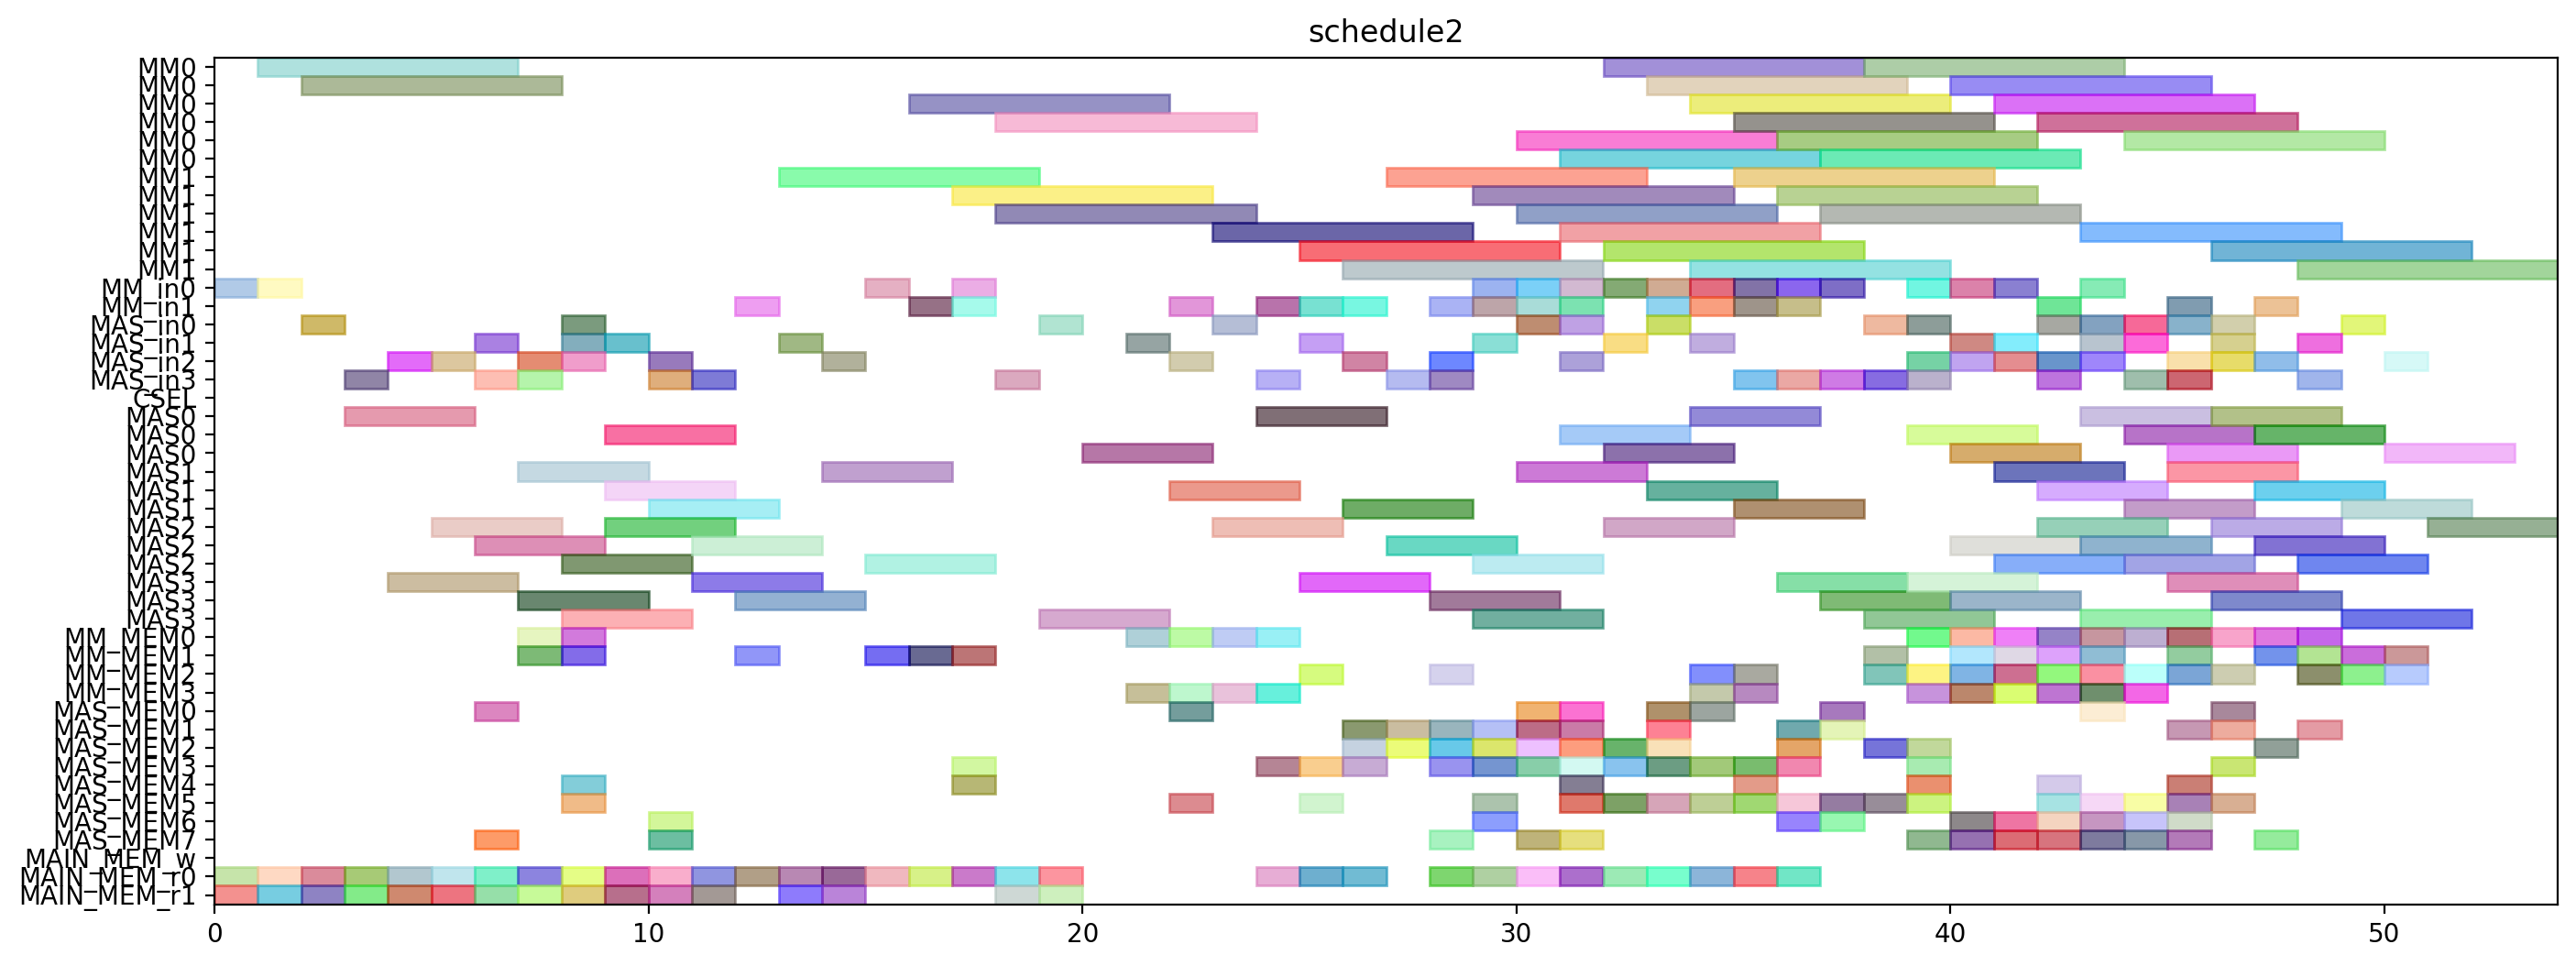 schedule2
MM0
MM0
MM0
MM0
MM0
MM0
MM1
MM1
MM1
MM1
MM1
MM1
MM_in0
MM_in1
MAS_in0
MAS_in1
MAS_in2
MAS_in3
CSEL
MAS0
MAS0
MAS0
MAS1
MAS1
MAS1
MAS2
MAS2
MAS2
MAS3
MAS3
MAS3
MM_MEM0
MM_MEM1
MM_MEM2
MM_MEM3
MAS_MEM0
MAS_MEM1
MAS_MEM2
MAS_MEM3
MAS_MEM4
MAS_MEM5
MAS_MEM6
MAS_MEM7
MAIN_MEM_w
MAIN_MEM_r0
MAIN_MEM_r1
0 10 20 30 40 50